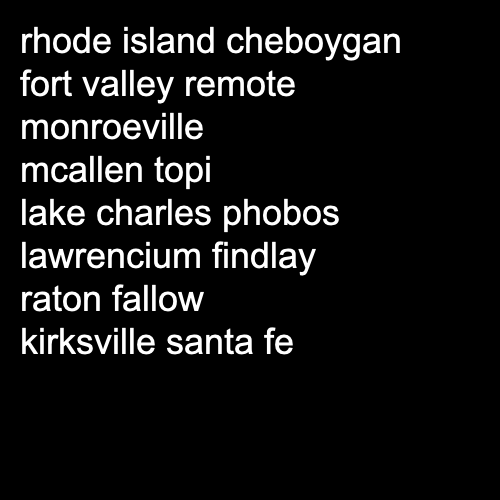 rhode island cheboygan
fort valley remote
monroeville
mcallen topi
lake charles phobos
lawrencium findlay
raton fallow
kirksville santa fe